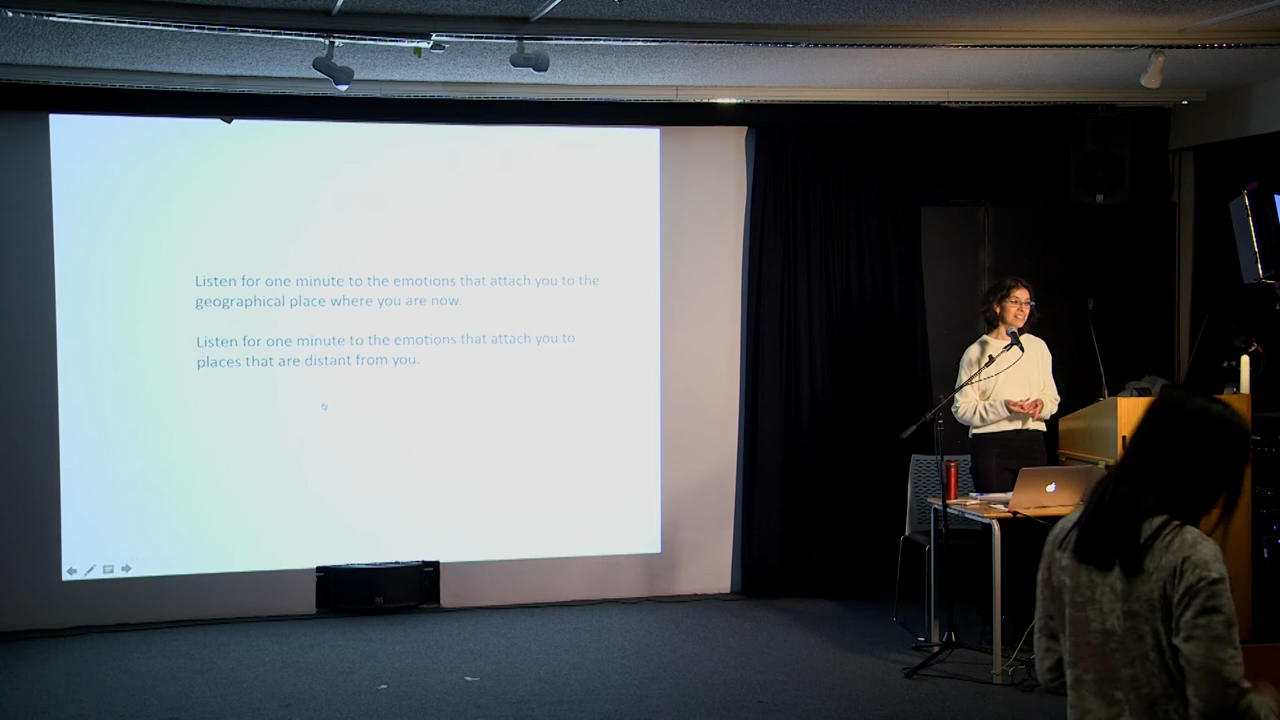 Listen for one minute to the emotions that attach you to the
geographical place where you are now.
Listen for one minute to the emotions that attach you to
places that are distant from you.